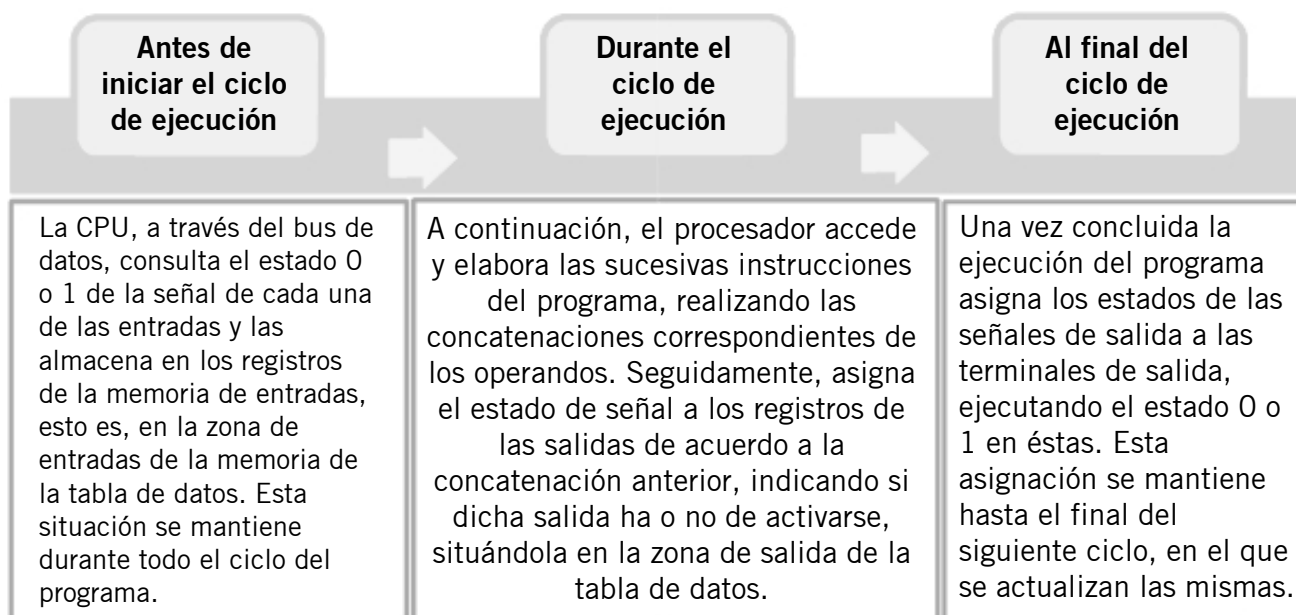 Antes de
iniciar el ciclo
de ejecución
Durante el
ciclo de
ejecución
Al final del
ciclo de
ejecución
La CPU, a través del bus de
datos, consulta el estado 0
o 1 de la señal de cada una
de las entradas y las
almacena en los registros
de la memoria de entradas,
esto es, en la zona de
entradas de la memoria de
la tabla de datos. Esta
situación se mantiene
durante todo el ciclo del
programa.
A continuación, el procesador accede
y elabora las sucesivas instrucciones
del programa, realizando las
concatenaciones correspondientes de
los operandos. Seguidamente, asigna
el estado de señal a los registros de
las salidas de acuerdo a la
concatenación anterior, indicando si
dicha salida ha o no de activarse,
situándola en la zona de salida de la
tabla de datos.
Una vez concluida la
ejecución del programa
asigna los estados de las
señales de salida a las
terminales de salida,
ejecutando el estado 0 o
1 en éstas. Esta
asignación se mantiene
hasta el final del
siguiente ciclo, en el que
se actualizan las mismas.